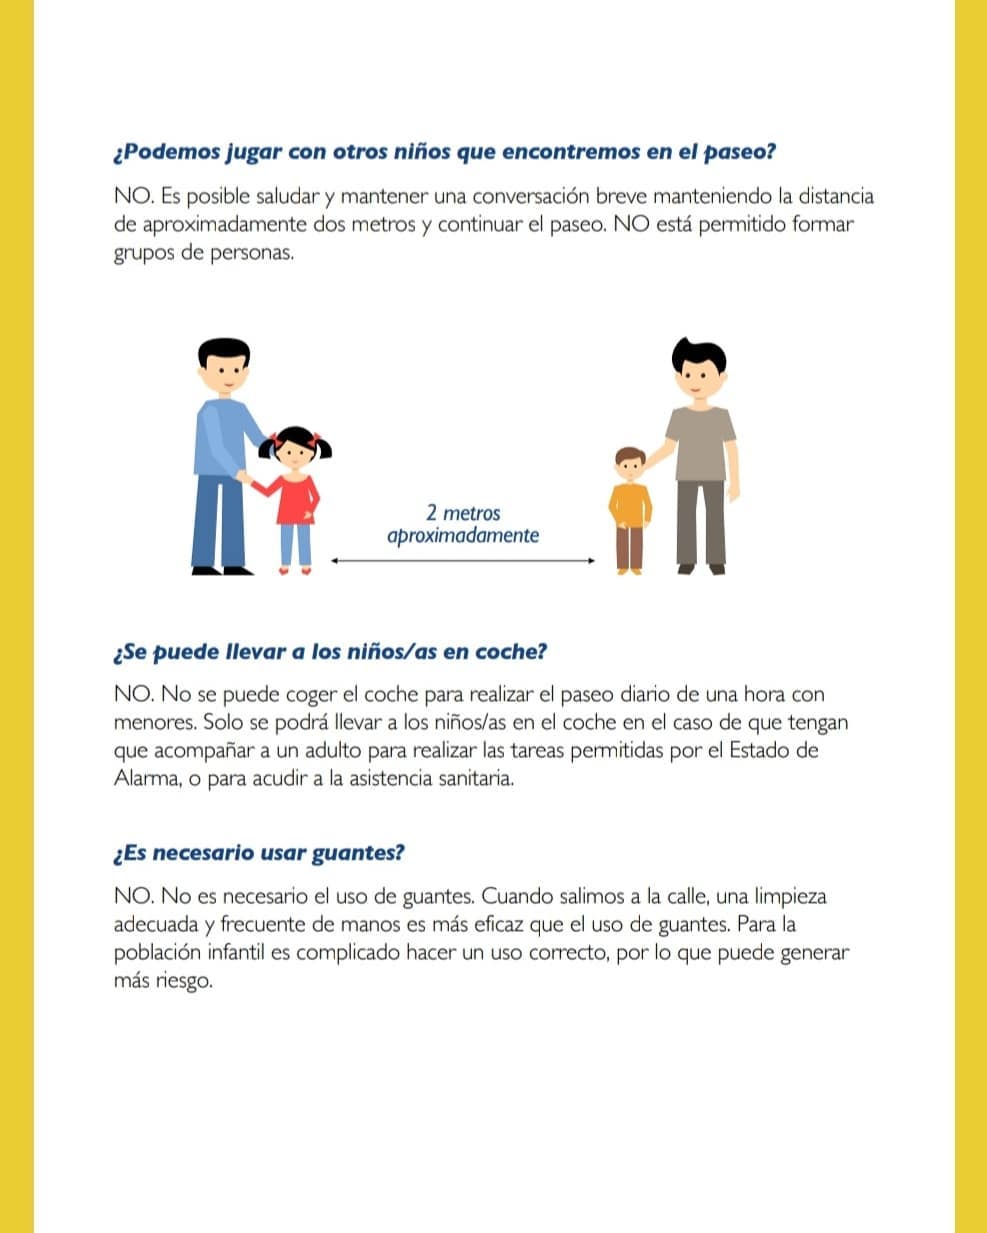 ¿Podemos jugar con otros niños que encontremos en el paseo?
NO. Es posible saludar y mantener una conversación breve manteniendo la distancia
de aproximadamente dos metros y continuar el paseo. NO está permitido formar
grupos de personas.
2 metros
aproximadamente
¿Se puede llevar a los niños/as en coche?
NO. No se puede coger el coche para realizar el paseo diario de una hora con
menores. Solo se podrá llevar a los niños/as en el coche en el caso de que tengan
que acompañar a un adulto para realizar las tareas permitidas por el Estado de
Alarma, o para acudir a la asistencia sanitaria.
¿Es necesario usar guantes?
NO. No es necesario el uso de guantes. Cuando salimos a la calle, una limpieza
adecuada y frecuente de manos es más eficaz que el uso de guantes. Para la
población infantil es complicado hacer un uso correcto, por lo que puede generar
más riesgo.